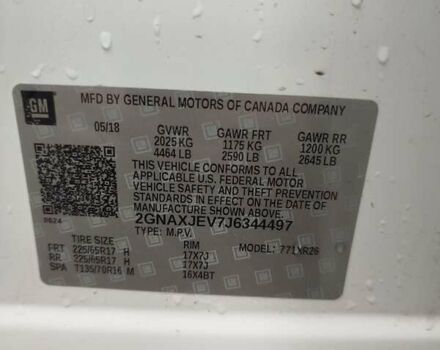 GM
MFD BY GENERAL MOTORS OF CANADA COMPANY
05/18 GVWR GAWR FRT GAWR RR
2025 KG 1175 KG 1200 KG
4464 LB 2590 LB 2645 LB
THIS VEHICLE CONFORMS TO ALL
APPLICABLE U.S. FEDERAL MOTOR
VEHICLE SAFETY, BUMPER, AND THEFT PREVENTION
STANDARDS IN EFFECT ON THE DATE OF
MANUFACTURE SHOWN ABOVE.
2GNAXJEV7J6344497
TYPE: M.P.V. MODEL: 771XR26
TIRE SIZE RIM
FRT 225/65R17 H 17X7J
RR 225/65R17 H 17X7J
SPA T135/70R16 M 16X4BT